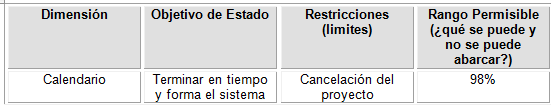 Dimensión
Objetivo de Estado
Restricciones
(limites)
Rango Permisible
(¿qué se puede y
no se puede
abarcar?)
Calendario
Terminar en tiempo
y forma el sistema
Cancelación del
proyecto
98%